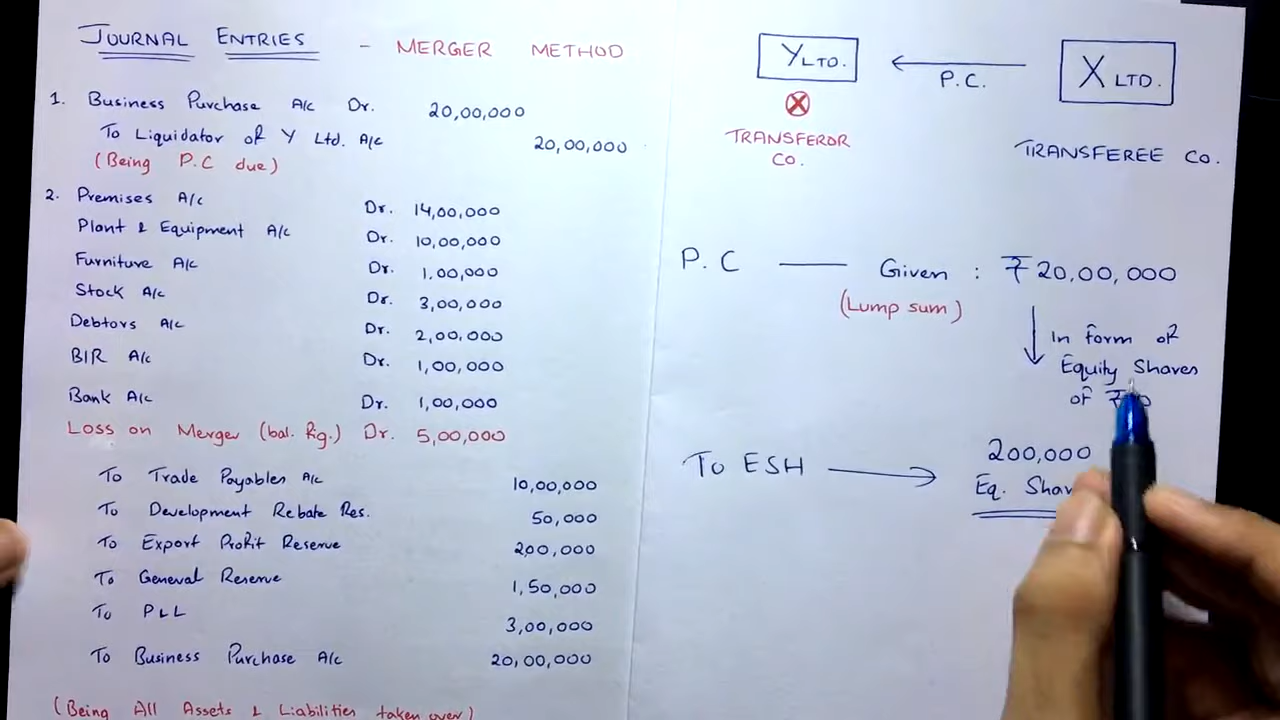 JOURNAL ENTRIES - MERGER METHOD
1. Business Purchase A/c Dr. 20,00,000
To Liquidator of Y Ltd. A/c 20,00,000
(Being P.C due)
2. Premises A/c Dr. 14,00,000
Plant & Equipment A/c Dr. 10,00,000
Furniture A/c Dr. 1,00,000
Stock A/c Dr. 3,00,000
Debtors A/c Dr. 2,00,000
B/R A/c Dr. 1,00,000
Bank A/c Dr. 1,00,000
Loss on Merger (bal. fig.) Dr. 5,00,000
To Trade Payables A/c 10,00,000
To Development Rebate Res. 50,000
To Export Profit Reserve 200,000
To General Reserve 1,50,000
To P&L 3,00,000
To Business Purchase A/c 20,00,000
(Being All Assets & Liabilities taken over)
Y LTD. P.C. X LTD.
TRANSFEROR CO.
TRANSFEREE CO.
P.C — Given : ₹20,00,000
(Lump sum)
In form of
Equity Shares
of
To ESH 200,000
Eq.